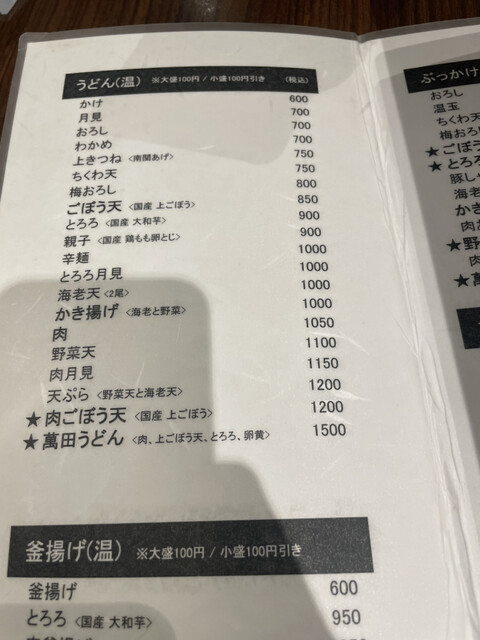 うどん(温) ※大盛100円 / 小盛100円引き (税込)
かけ 600
月見 700
おろし 700
わかめ 700
上きつね <南関あげ> 750
ちくわ天 750
梅おろし 800
ごぼう天 <国産 上ごぼう> 850
とろろ <国産 大和芋> 900
親子 <国産 鶏もも卵とじ> 900
辛麺 1000
とろろ月見 1000
海老天 <2尾> 1000
かき揚げ <海老と野菜> 1000
肉 1050
野菜天 1100
肉月見 1150
天ぷら <野菜天と海老天> 1200
★肉ごぼう天 <国産 上ごぼう> 1200
★萬田うどん <肉、上ごぼう天、とろろ、卵黄> 1500
釜揚げ(温) ※大盛100円 / 小盛100円引き
釜揚げ 600
とろろ <国産 大和芋> 950
ぶっかけ
おろし
温玉
ちくわ天
梅おろし
★ごぼう
★とろろ
豚し
海老
かき
肉
★野
肉
★萬